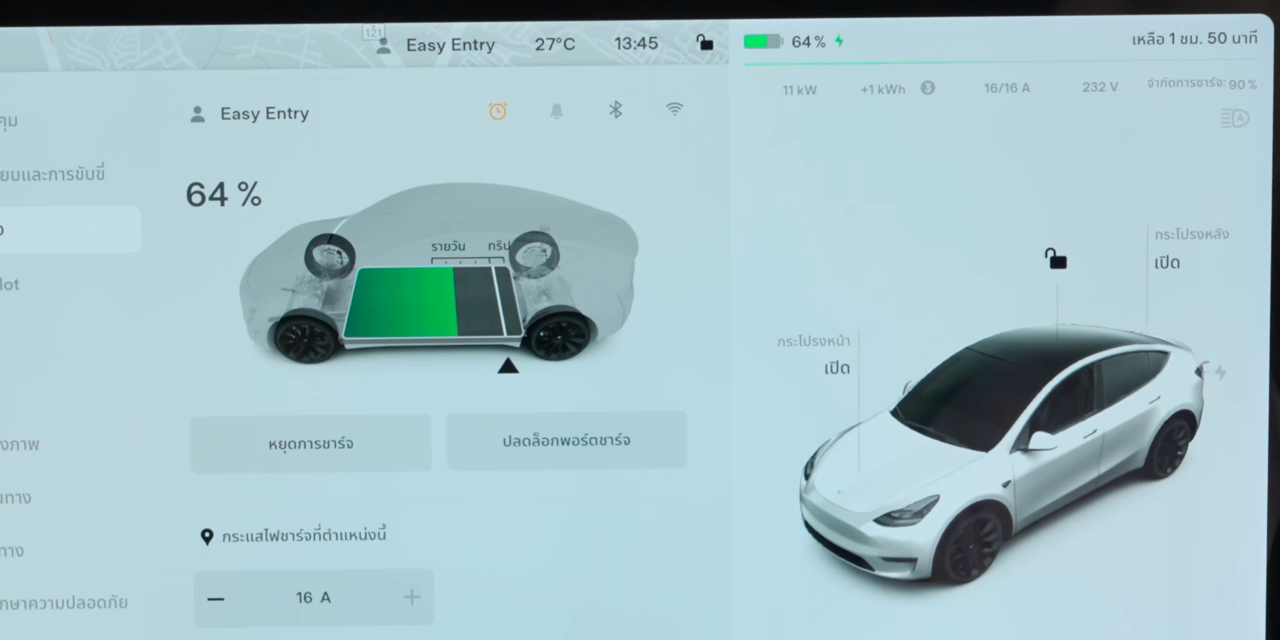 121
Easy Entry
27°C
13:45
64 %
เหลือ 1 ชม. 50 นาที
11 kW
+1 kWh
3
16/16 A
232 V
จำกัดการชาร์จ: 90 %
A
Easy Entry
64 %
รายวัน
ทริป
กระโปรงหลัง
เปิด
กระโปรงหน้า
เปิด
หยุดการชาร์จ
ปลดล็อกพอร์ตชาร์จ
กระแสไฟชาร์จที่ตำแหน่งนี้
16 A